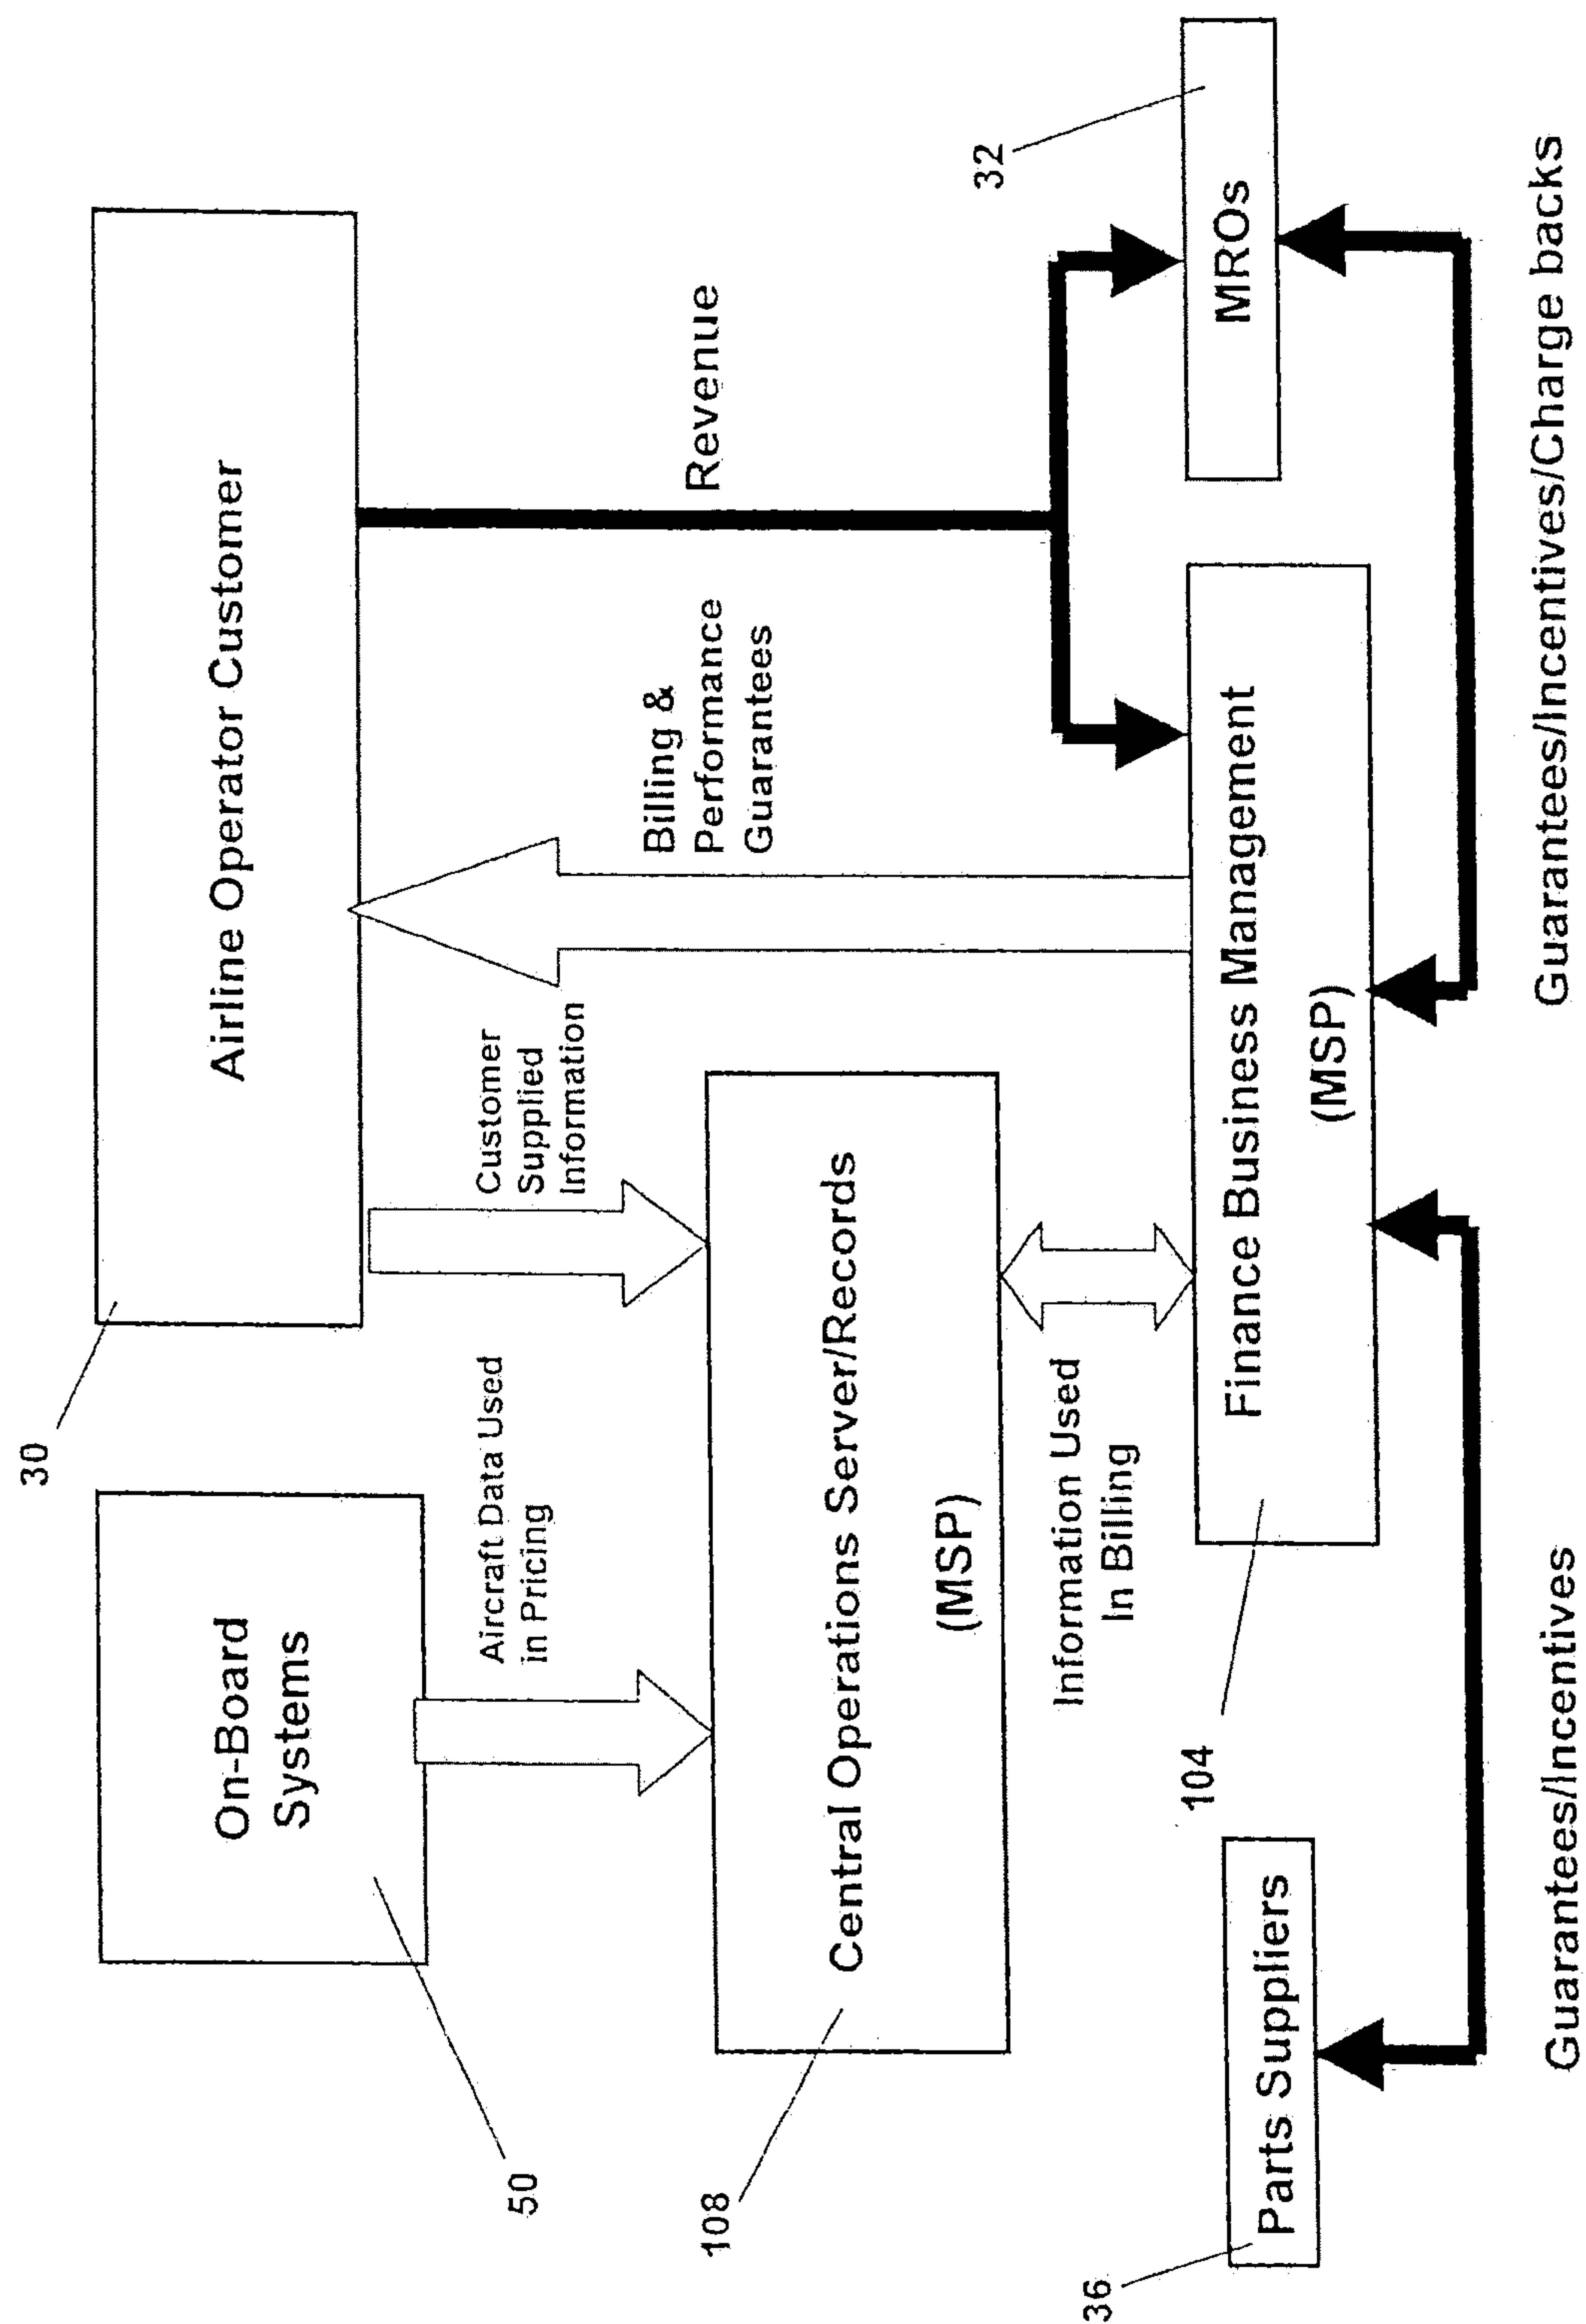 30
Airline Operator Customer
On-Board
Systems
50
Aircraft Data Used
in Pricing
Customer
Supplied
Information
Billing &
Performance
Guarantees
Revenue
108
Central Operations Server/Records
(MSP)
Information Used
In Billing
32
MROs
104
Finance Business Management
(MSP)
36
Parts Suppliers
Guarantees/Incentives
Guarantees/Incentives/Charge backs